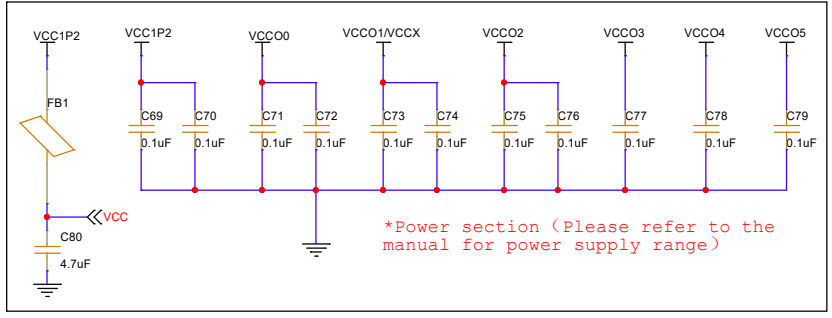 VCC1P2 VCC1P2 VCCO0 VCCO1/VCCX VCCO2 VCCO3 VCCO4 VCCO5
FB1
C69 C70 C71 C72 C73 C74 C75 C76 C77 C78 C79
0.1uF 0.1uF 0.1uF 0.1uF 0.1uF 0.1uF 0.1uF 0.1uF 0.1uF 0.1uF 0.1uF
VCC
C80
4.7uF
*Power section（Please refer to the
manual for power supply range）